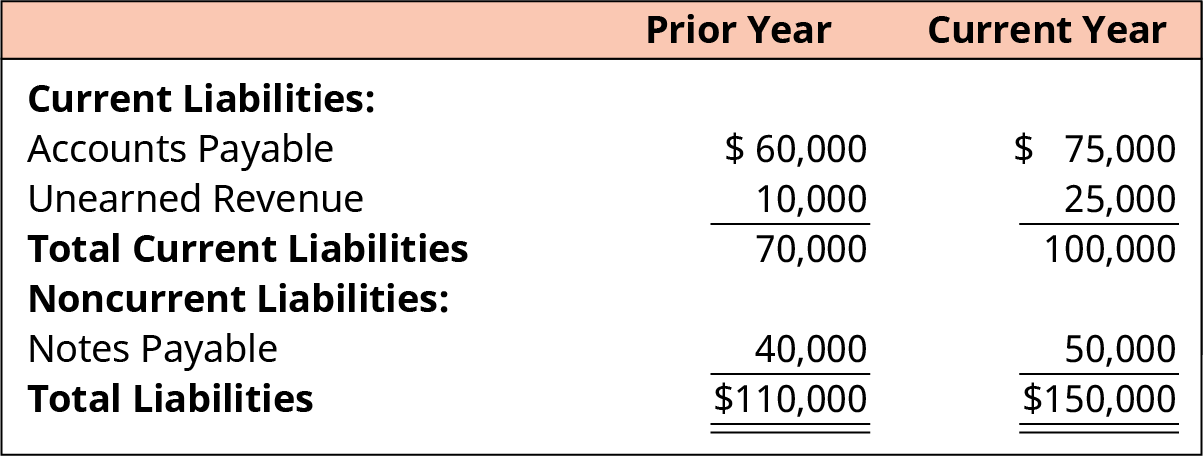 Prior Year Current Year
Current Liabilities:
Accounts Payable $ 60,000 $ 75,000
Unearned Revenue 10,000 25,000
Total Current Liabilities 70,000 100,000
Noncurrent Liabilities:
Notes Payable 40,000 50,000
Total Liabilities $110,000 $150,000